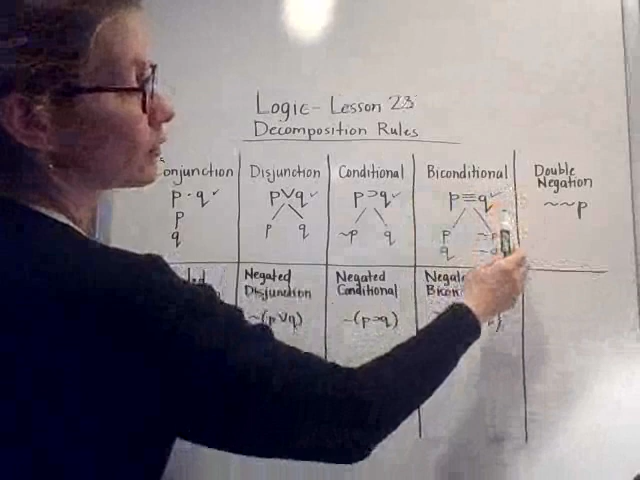 Logic - Lesson 23
Decomposition Rules
onjunction Disjunction Conditional Biconditional Double Negation
p · q ✓ p∨q ✓ p⊃q ✓ p≡q ✓ ~~p
p p q ~p q p ~p
q q ~q
Negated Disjunction Negated Conditional
~(p∨q) ~(p⊃q)